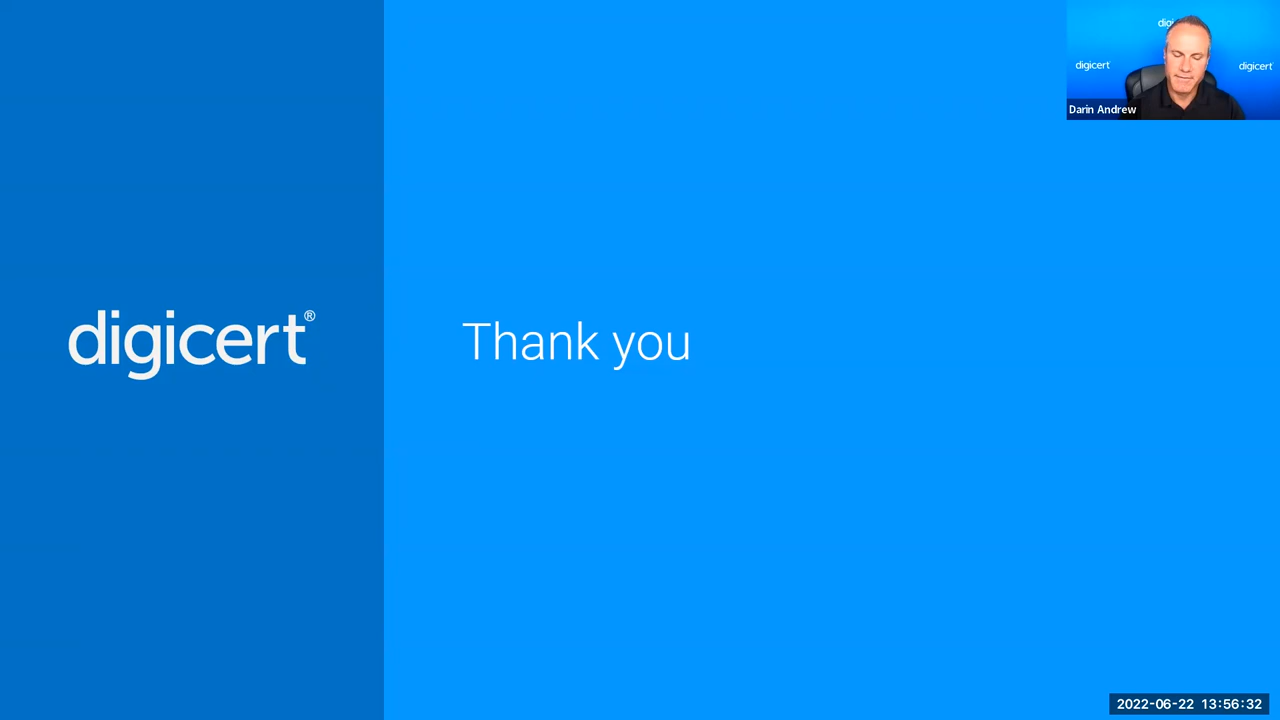 digicert®
Thank you
digicert
digicert
Darin Andrew
2022-06-22 13:56:32